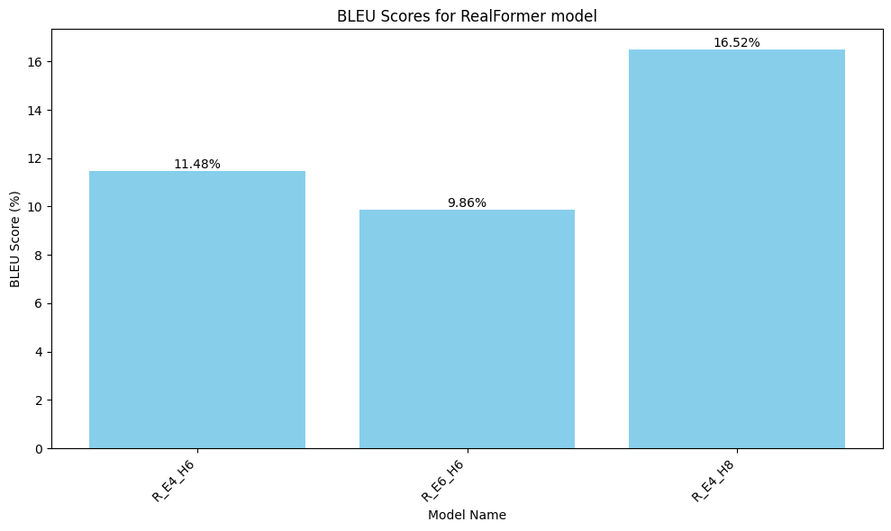 BLEU Scores for RealFormer model
BLEU Score (%)
16
14
12
10
8
6
4
2
0
11.48%
9.86%
16.52%
R_E4_H6
R_E6_H6
R_E4_H8
Model Name